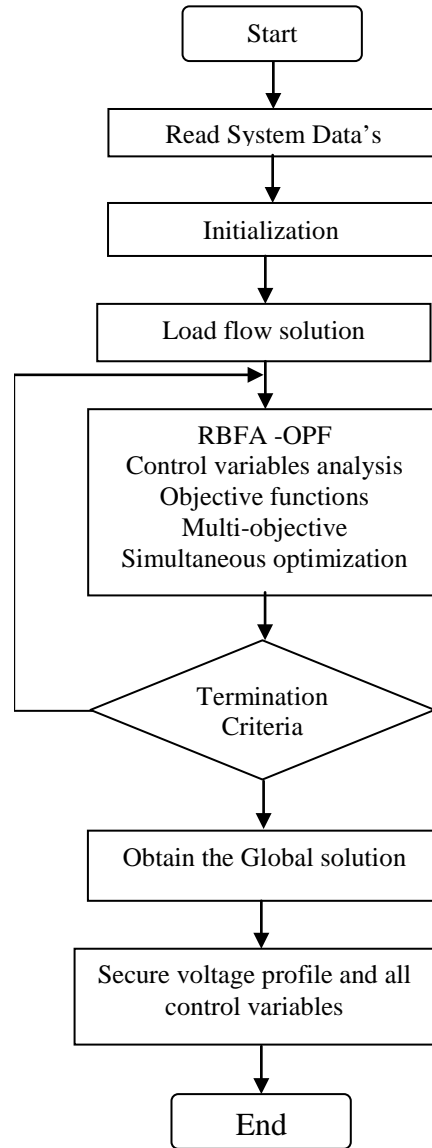 Start
Read System Data’s
Initialization
Load flow solution
RBFA -OPF
Control variables analysis
Objective functions
Multi-objective
Simultaneous optimization
Termination
Criteria
Obtain the Global solution
Secure voltage profile and all
control variables
End